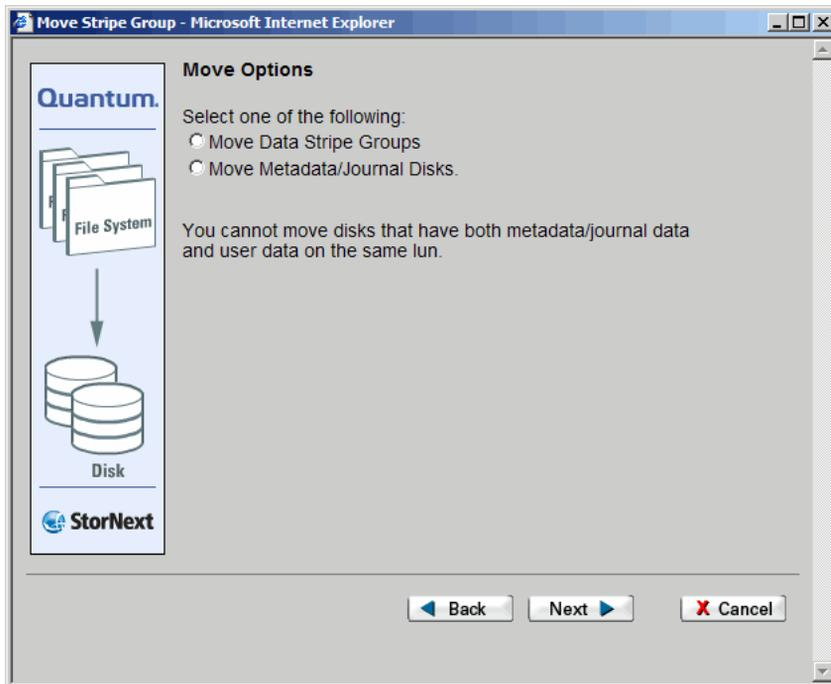 Move Stripe Group - Microsoft Internet Explorer
Quantum.
File System
Disk
StorNext
Move Options
Select one of the following:
Move Data Stripe Groups
Move Metadata/Journal Disks.
You cannot move disks that have both metadata/journal data
and user data on the same lun.
Back
Next
X Cancel